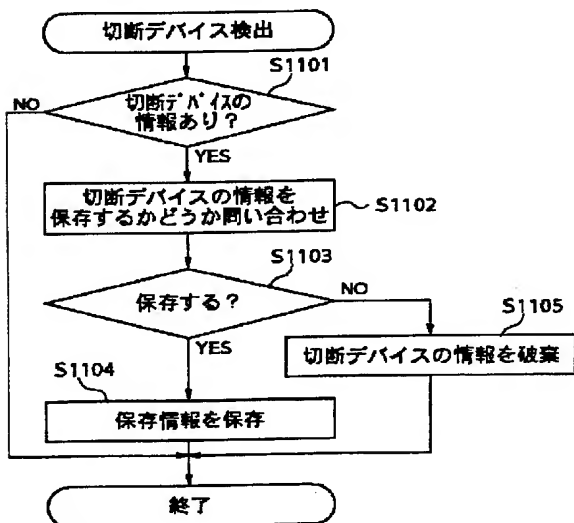 切断デバイス検出
S1101
NO
切断デバイスの
情報あり？
YES
切断デバイスの情報を
保存するかどうか問い合わせ
S1102
S1103
保存する？
NO
YES
S1105
切断デバイスの情報を破棄
S1104
保存情報を保存
終了